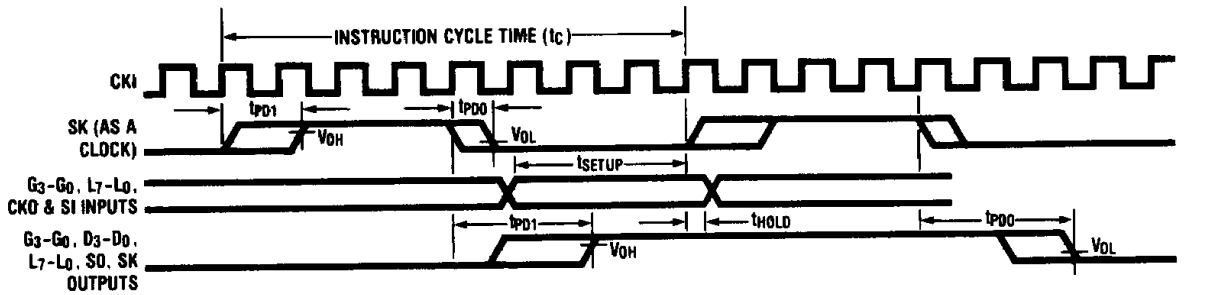 INSTRUCTION CYCLE TIME (tC)
CKI
tPD1
tPD0
SK (AS A
CLOCK)
VOH
VOL
tSETUP
G3-G0, L7-L0,
CKO & SI INPUTS
tPD1
tHOLD
tPD0
G3-G0, D3-D0,
L7-L0, SO, SK
OUTPUTS
VOH
VOL